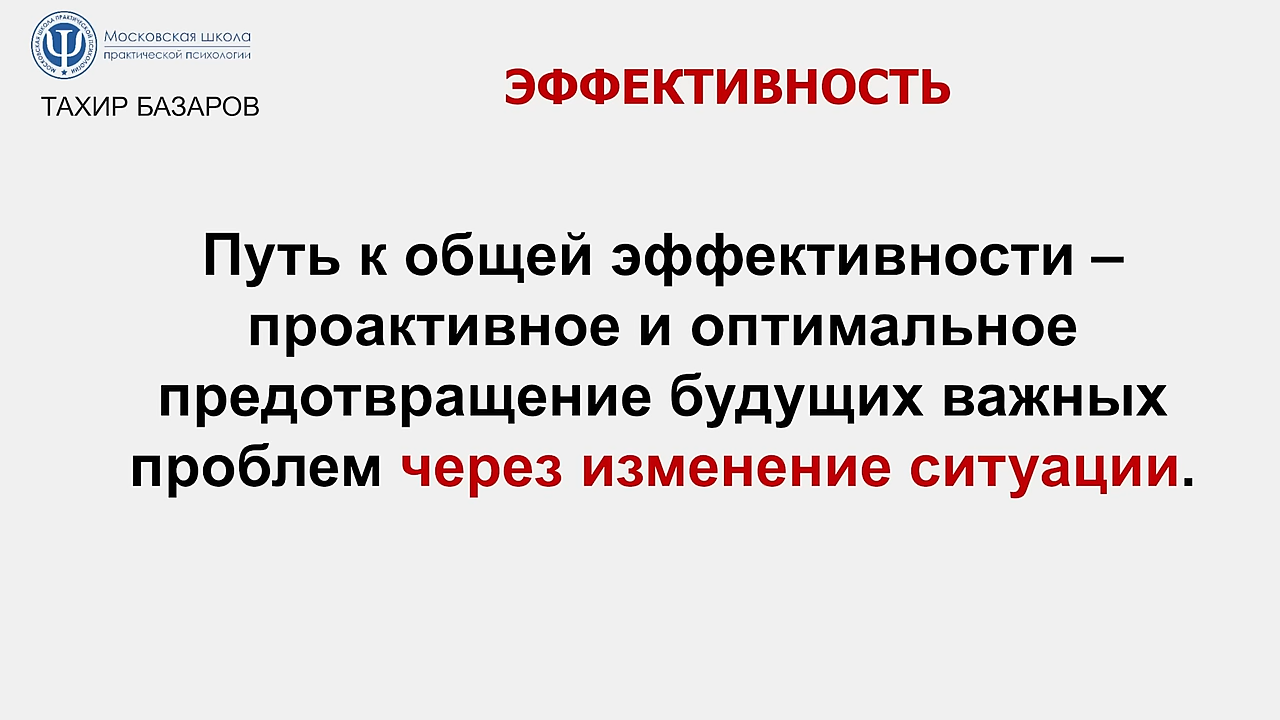 Московская школа
практической психологии
ТАХИР БАЗАРОВ
ЭФФЕКТИВНОСТЬ
Путь к общей эффективности –
проактивное и оптимальное
предотвращение будущих важных
проблем через изменение ситуации.